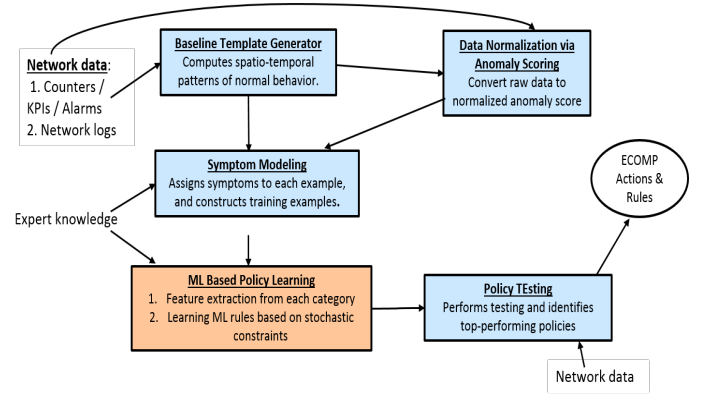 Network data:
1. Counters /
KPIs / Alarms
2. Network logs
Baseline Template Generator
Computes spatio-temporal
patterns of normal behavior.
Data Normalization via
Anomaly Scoring
Convert raw data to
normalized anomaly score
Symptom Modeling
Assigns symptoms to each example,
and constructs training examples.
ECOMP
Actions &
Rules
Expert knowledge
ML Based Policy Learning
1. Feature extraction from each category
2. Learning ML rules based on stochastic
constraints
Policy TEsting
Performs testing and identifies
top-performing policies
Network data